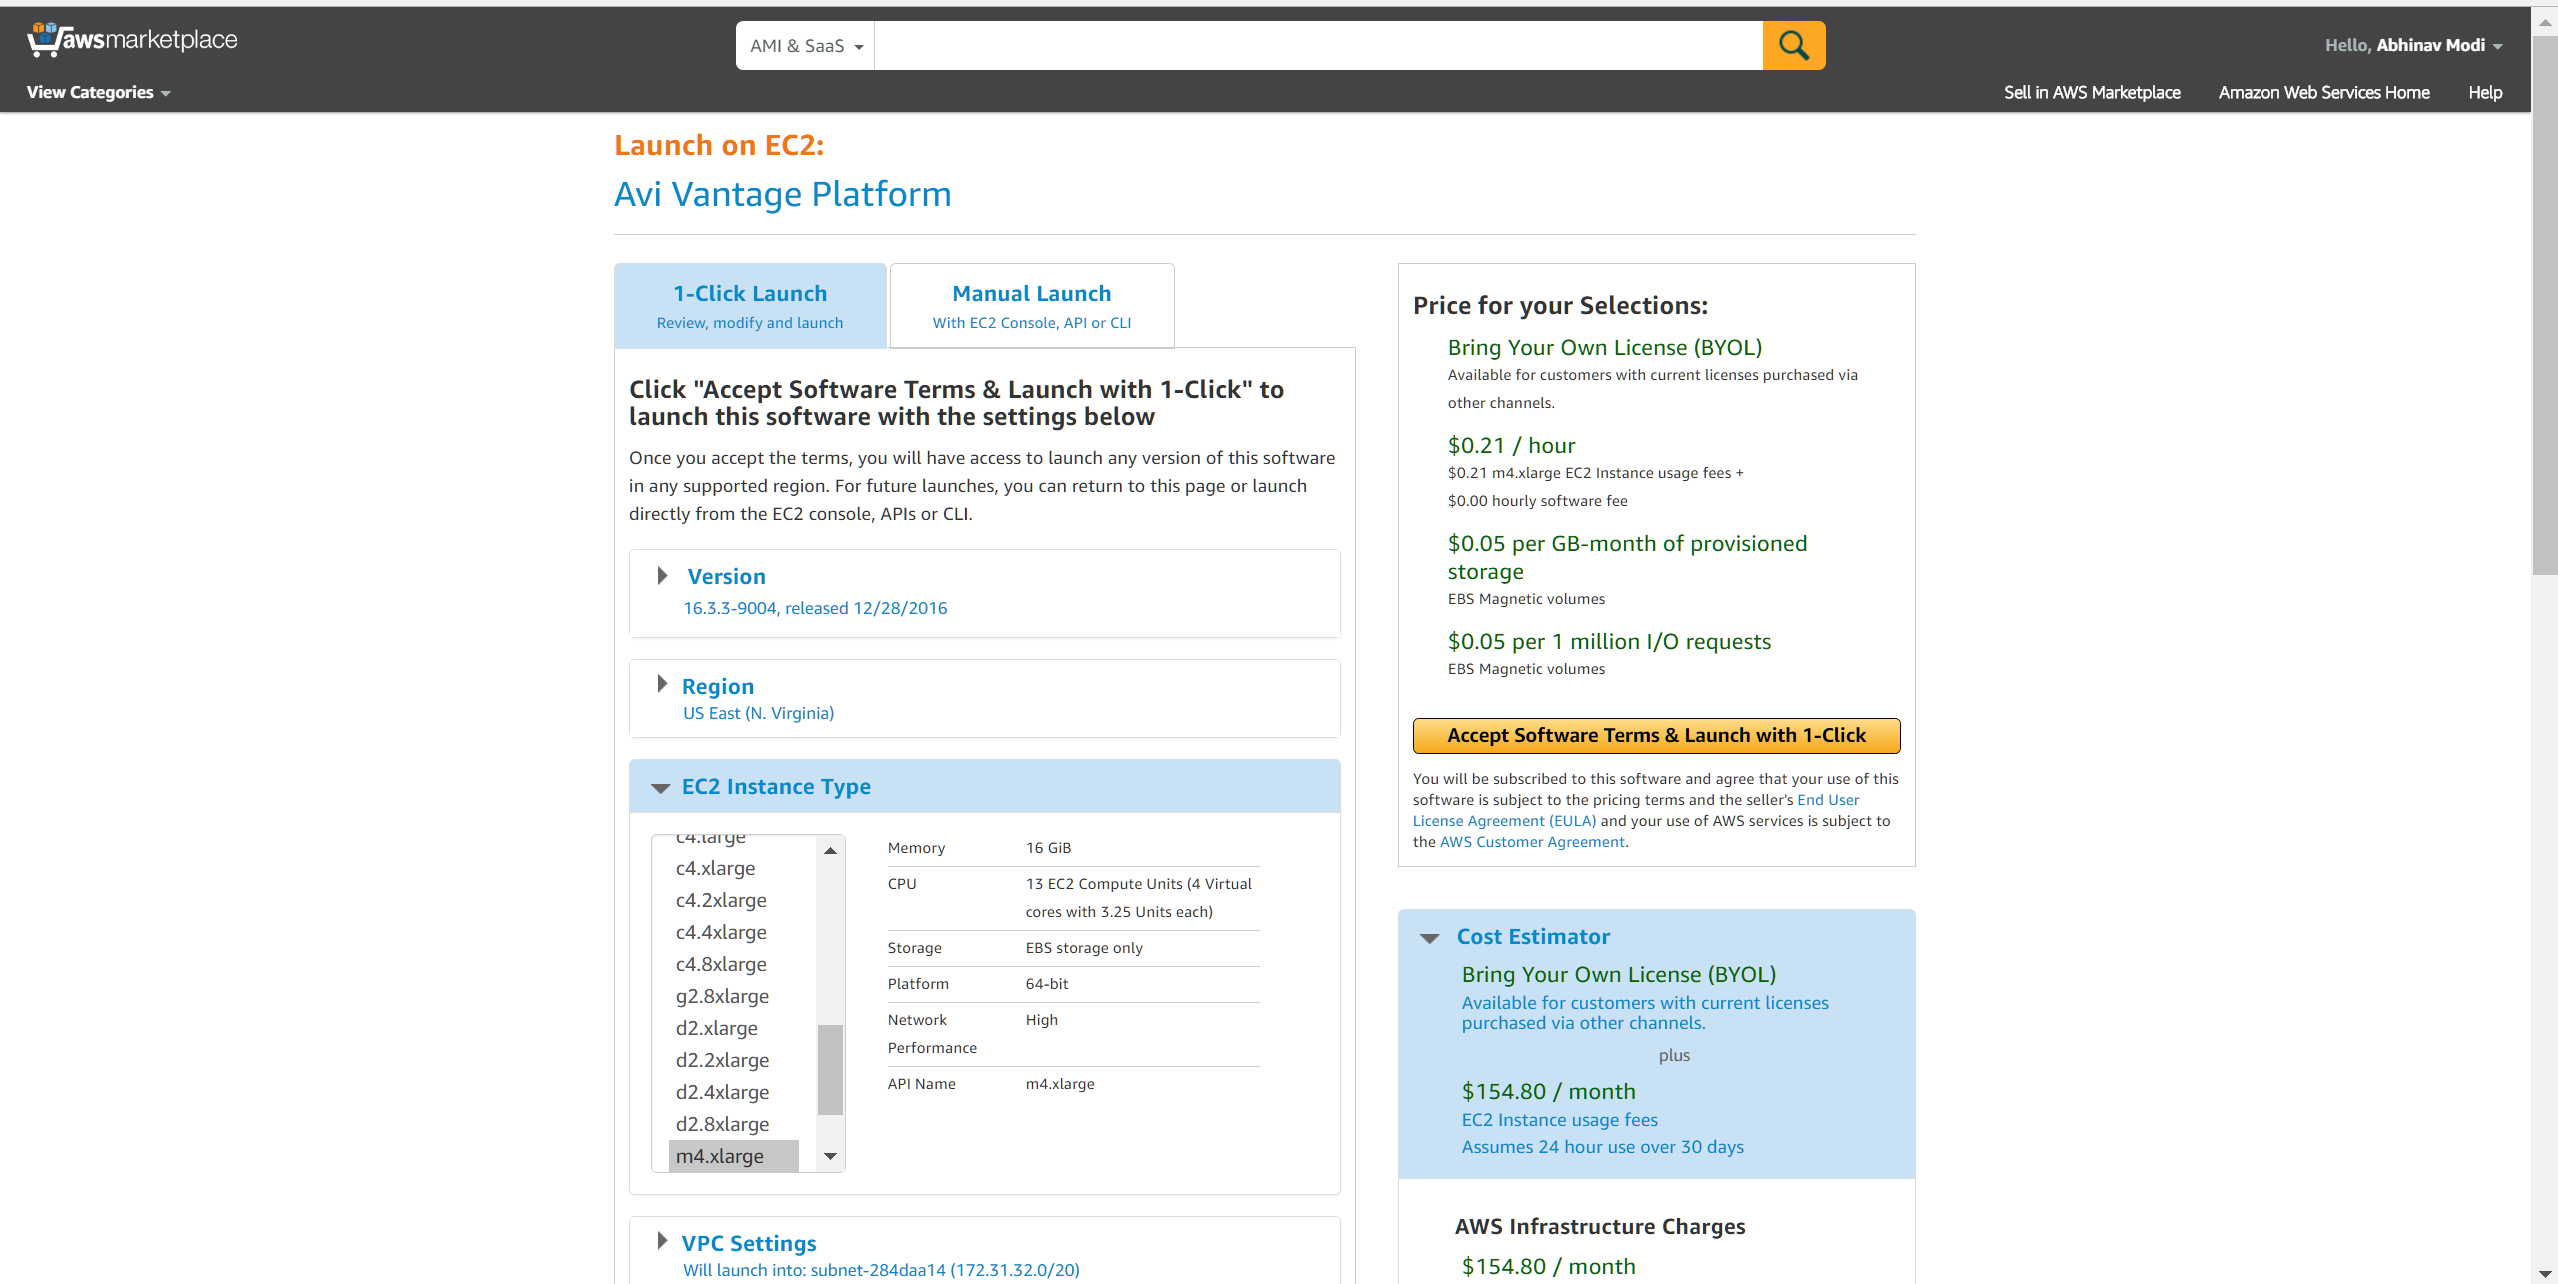 awsmarketplace
AMI & SaaS
Hello, Abhinav Modi
View Categories
Sell in AWS Marketplace
Amazon Web Services Home
Help
Launch on EC2:
Avi Vantage Platform
1-Click Launch
Review, modify and launch
Manual Launch
With EC2 Console, API or CLI
Click "Accept Software Terms & Launch with 1-Click" to
launch this software with the settings below
Once you accept the terms, you will have access to launch any version of this software
in any supported region. For future launches, you can return to this page or launch
directly from the EC2 console, APIs or CLI.
Version
16.3.3-9004, released 12/28/2016
Region
US East (N. Virginia)
EC2 Instance Type
c4.large
c4.xlarge
c4.2xlarge
c4.4xlarge
c4.8xlarge
g2.8xlarge
d2.xlarge
d2.2xlarge
d2.4xlarge
d2.8xlarge
m4.xlarge
Memory 16 GiB
CPU 13 EC2 Compute Units (4 Virtual
cores with 3.25 Units each)
Storage EBS storage only
Platform 64-bit
Network High
Performance
API Name m4.xlarge
VPC Settings
Will launch into: subnet-284daa14 (172.31.32.0/20)
Price for your Selections:
Bring Your Own License (BYOL)
Available for customers with current licenses purchased via
other channels.
$0.21 / hour
$0.21 m4.xlarge EC2 Instance usage fees +
$0.00 hourly software fee
$0.05 per GB-month of provisioned
storage
EBS Magnetic volumes
$0.05 per 1 million I/O requests
EBS Magnetic volumes
Accept Software Terms & Launch with 1-Click
You will be subscribed to this software and agree that your use of this
software is subject to the pricing terms and the seller's End User
License Agreement (EULA) and your use of AWS services is subject to
the AWS Customer Agreement.
Cost Estimator
Bring Your Own License (BYOL)
Available for customers with current licenses
purchased via other channels.
plus
$154.80 / month
EC2 Instance usage fees
Assumes 24 hour use over 30 days
AWS Infrastructure Charges
$154.80 / month